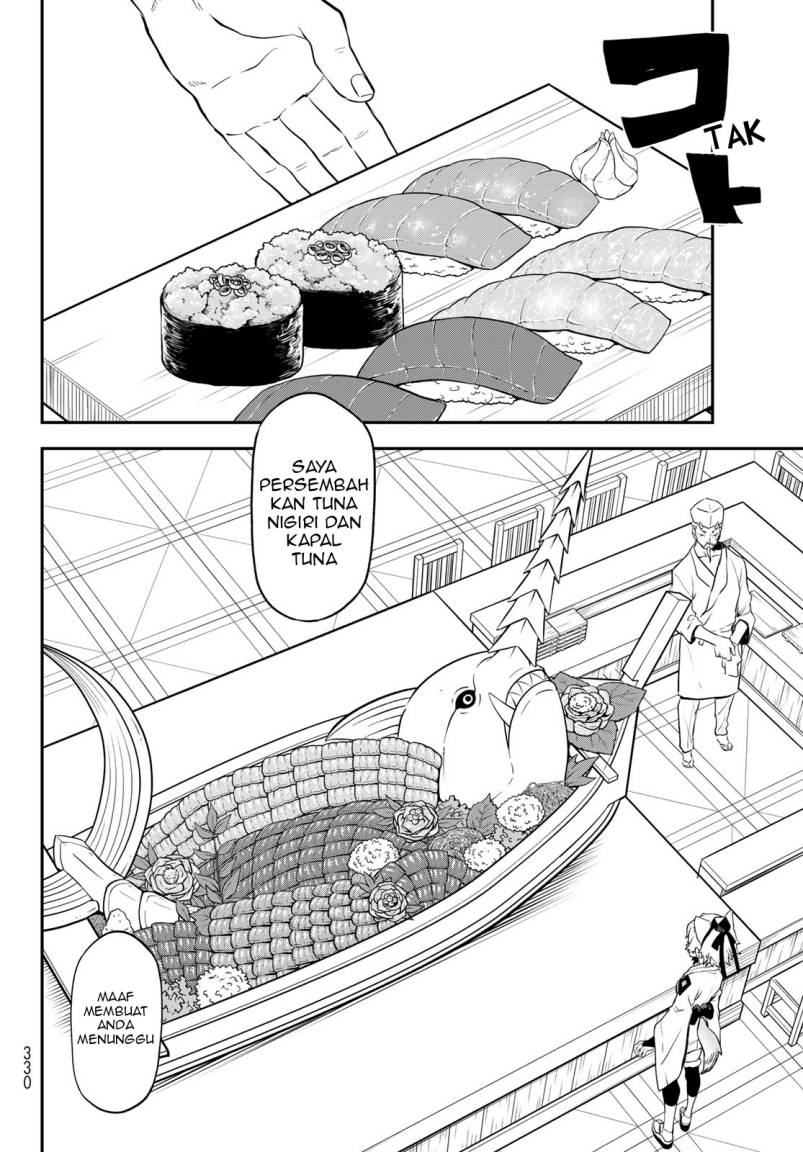 コト
TAK
SAYA
PERSEMBAH
KAN TUNA
NIGIRI DAN
KAPAL
TUNA
MAAF
MEMBUAT
ANDA
MENUNGGU
330